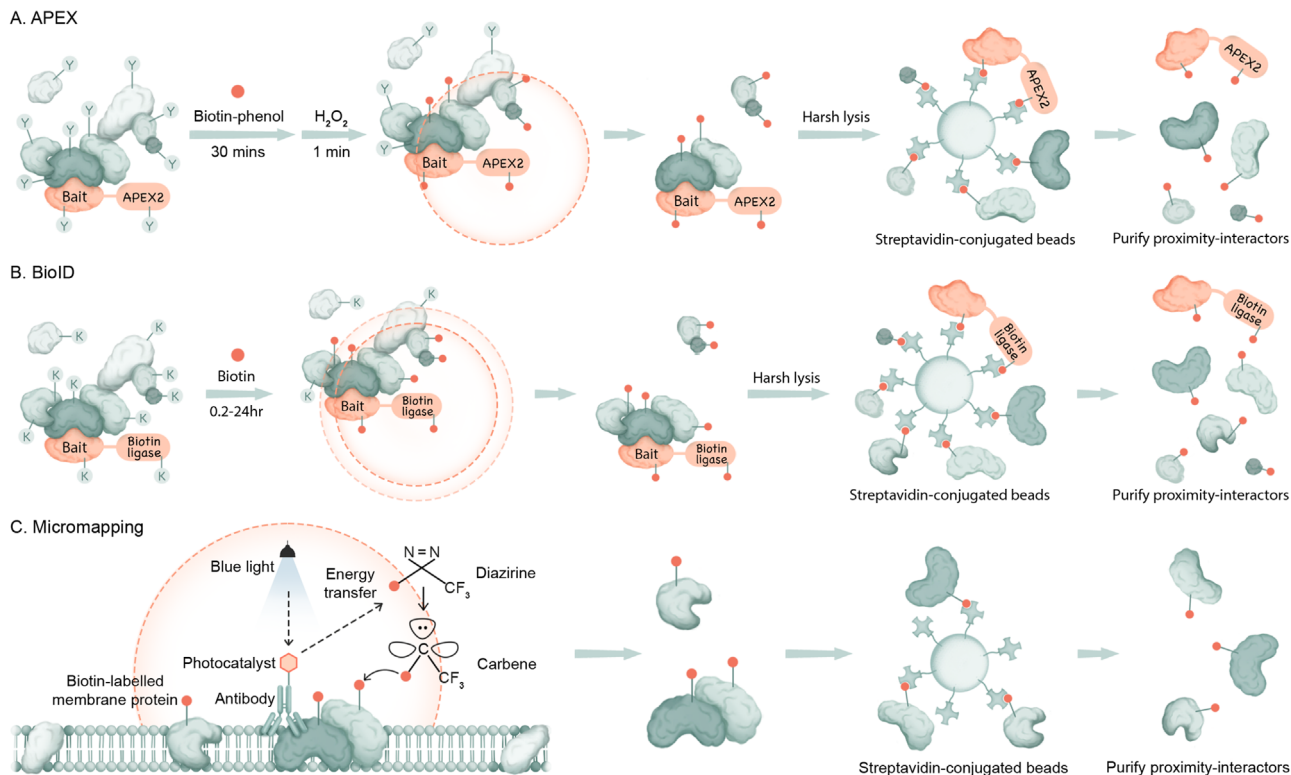 A. APEX
Y
Y
Y
Y
Y
Y
Y
Y
Y
Bait
APEX2
Biotin-phenol
30 mins
H₂O₂
1 min
Y
Y
Y
Y
Bait
APEX2
Bait
APEX2
Harsh lysis
APEX2
Streptavidin-conjugated beads
APEX2
Purify proximity-interactors
B. BioID
K
K
K
K
K
K
K
K
K
Bait
Biotin
ligase
Biotin
0.2-24hr
K
K
K
Bait
Biotin
ligase
Bait
Biotin
ligase
Harsh lysis
Biotin
ligase
Streptavidin-conjugated beads
Biotin
ligase
Purify proximity-interactors
C. Micromapping
Blue light
Energy
transfer
N=N
CF₃
Diazirine
C
CF₃
Carbene
Photocatalyst
Biotin-labelled
membrane protein
Antibody
Streptavidin-conjugated beads
Purify proximity-interactors